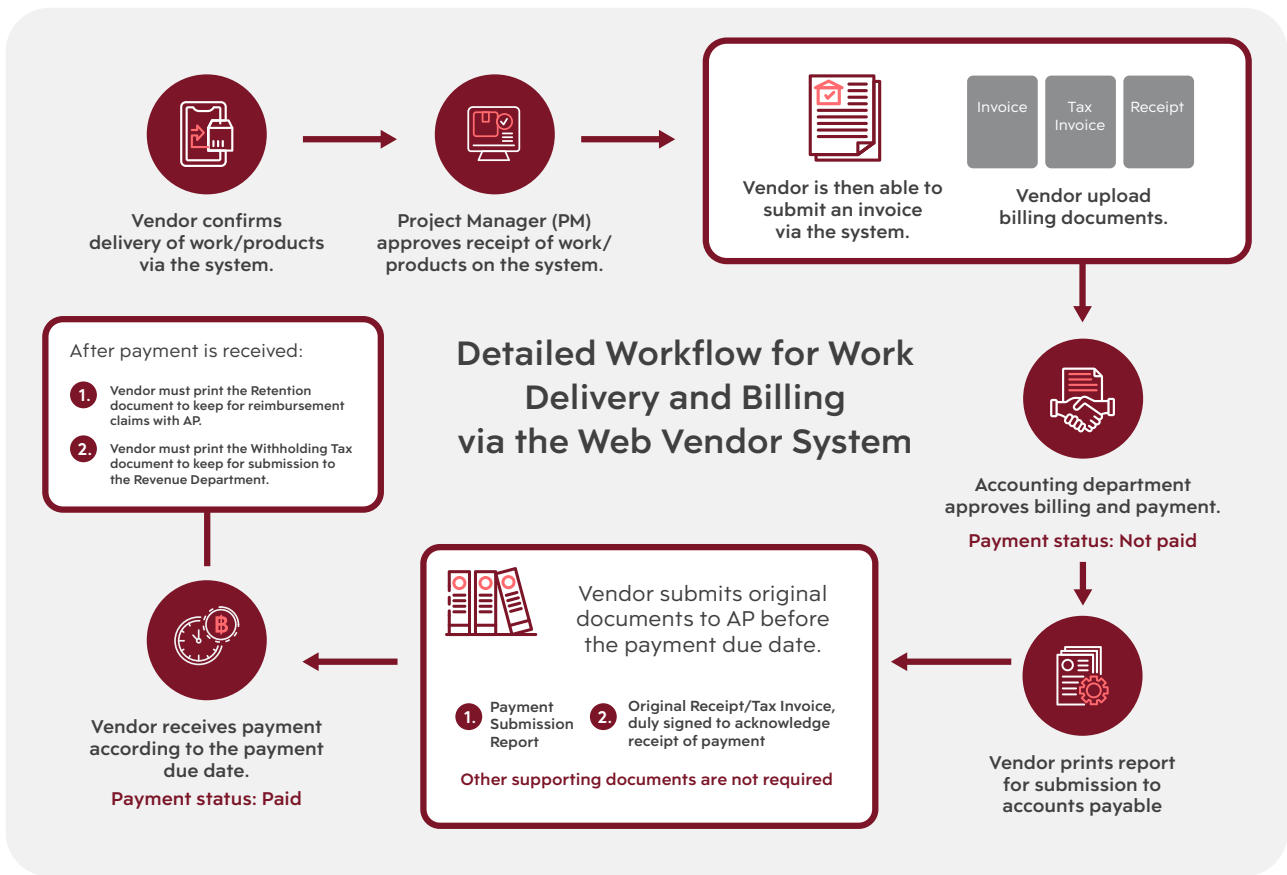 Vendor confirms
delivery of work/products
via the system.
Project Manager (PM)
approves receipt of work/
products on the system.
Vendor is then able to
submit an invoice
via the system.
Invoice
Tax
Invoice
Receipt
Vendor upload
billing documents.
Detailed Workflow for Work
Delivery and Billing
via the Web Vendor System
Accounting department
approves billing and payment.
Payment status: Not paid
Vendor prints report
for submission to
accounts payable
Vendor submits original
documents to AP before
the payment due date.
1. Payment
Submission
Report
2. Original Receipt/Tax Invoice,
duly signed to acknowledge
receipt of payment
Other supporting documents are not required
฿
Vendor receives payment
according to the payment
due date.
Payment status: Paid
After payment is received:
1. Vendor must print the Retention
document to keep for reimbursement
claims with AP.
2. Vendor must print the Withholding Tax
document to keep for submission to
the Revenue Department.